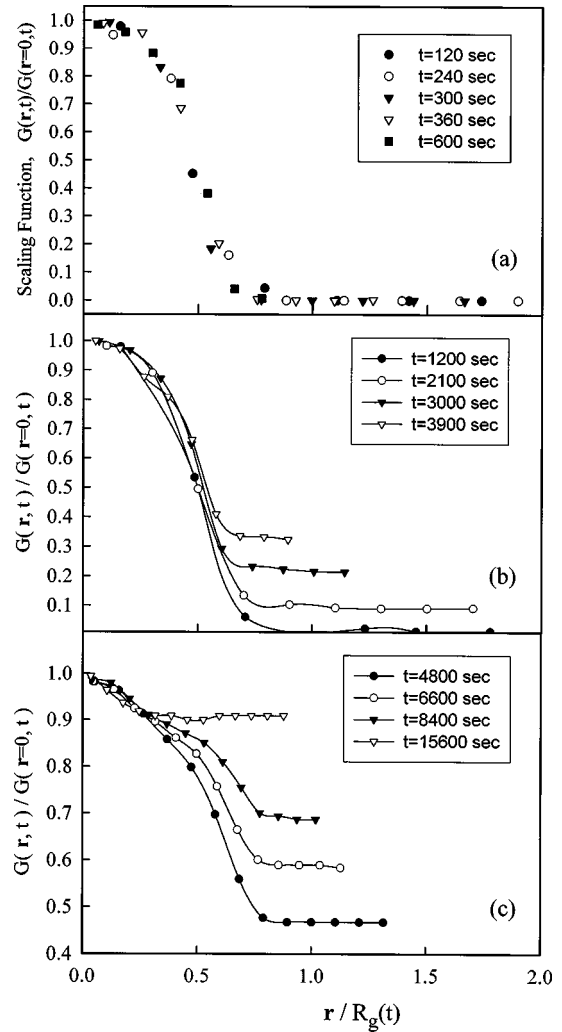 Scaling Function, G(r,t)/G(r=0,t)
1.0
0.9
0.8
0.7
0.6
0.5
0.4
0.3
0.2
0.1
0.0
t=120 sec
t=240 sec
t=300 sec
t=360 sec
t=600 sec
(a)
G(r,t)/G(r=0,t)
1.0
0.9
0.8
0.7
0.6
0.5
0.4
0.3
0.2
0.1
t=1200 sec
t=2100 sec
t=3000 sec
t=3900 sec
(b)
G(r,t)/G(r=0,t)
1.0
0.9
0.8
0.7
0.6
0.5
0.4
t=4800 sec
t=6600 sec
t=8400 sec
t=15600 sec
(c)
0.0 0.5 1.0 1.5 2.0
r / Rg(t)